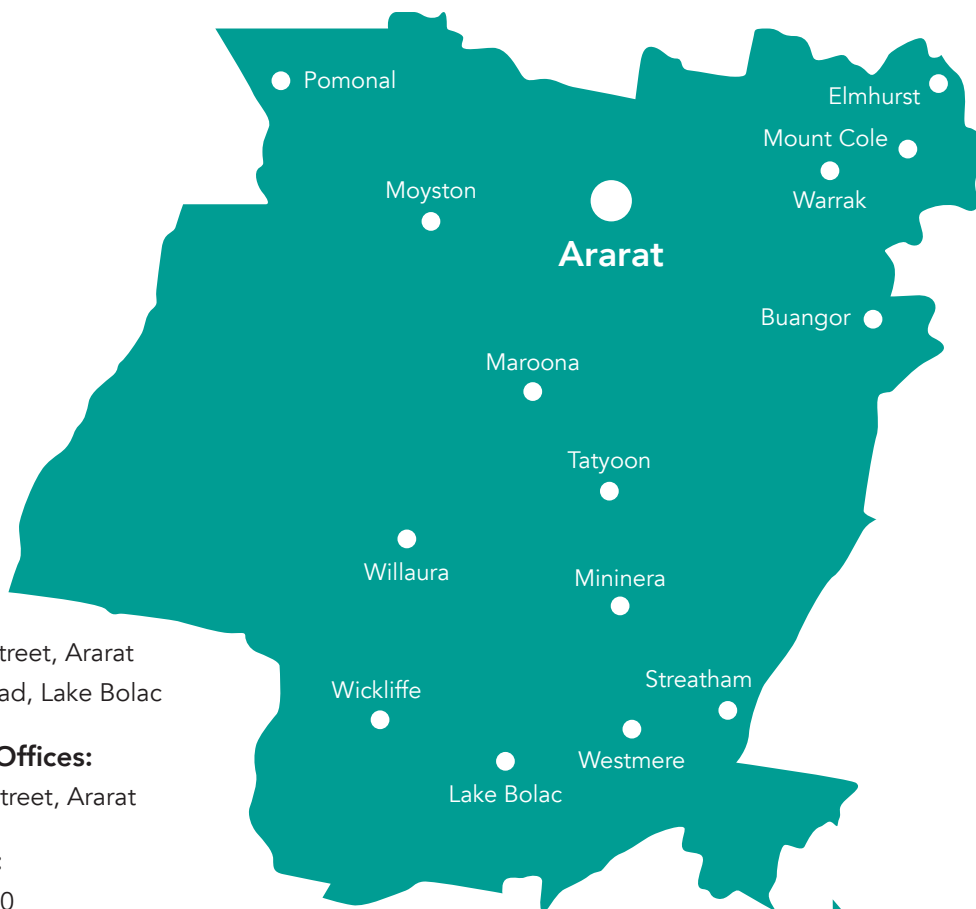 Pomonal
Elmhurst
Mount Cole
Moyston
Warrak
Ararat
Buangor
Maroona
Tatyoon
Willaura
Mininera
treet, Ararat
ad, Lake Bolac
Wickliffe
Streatham
Offices:
Westmere
treet, Ararat
Lake Bolac
:
0